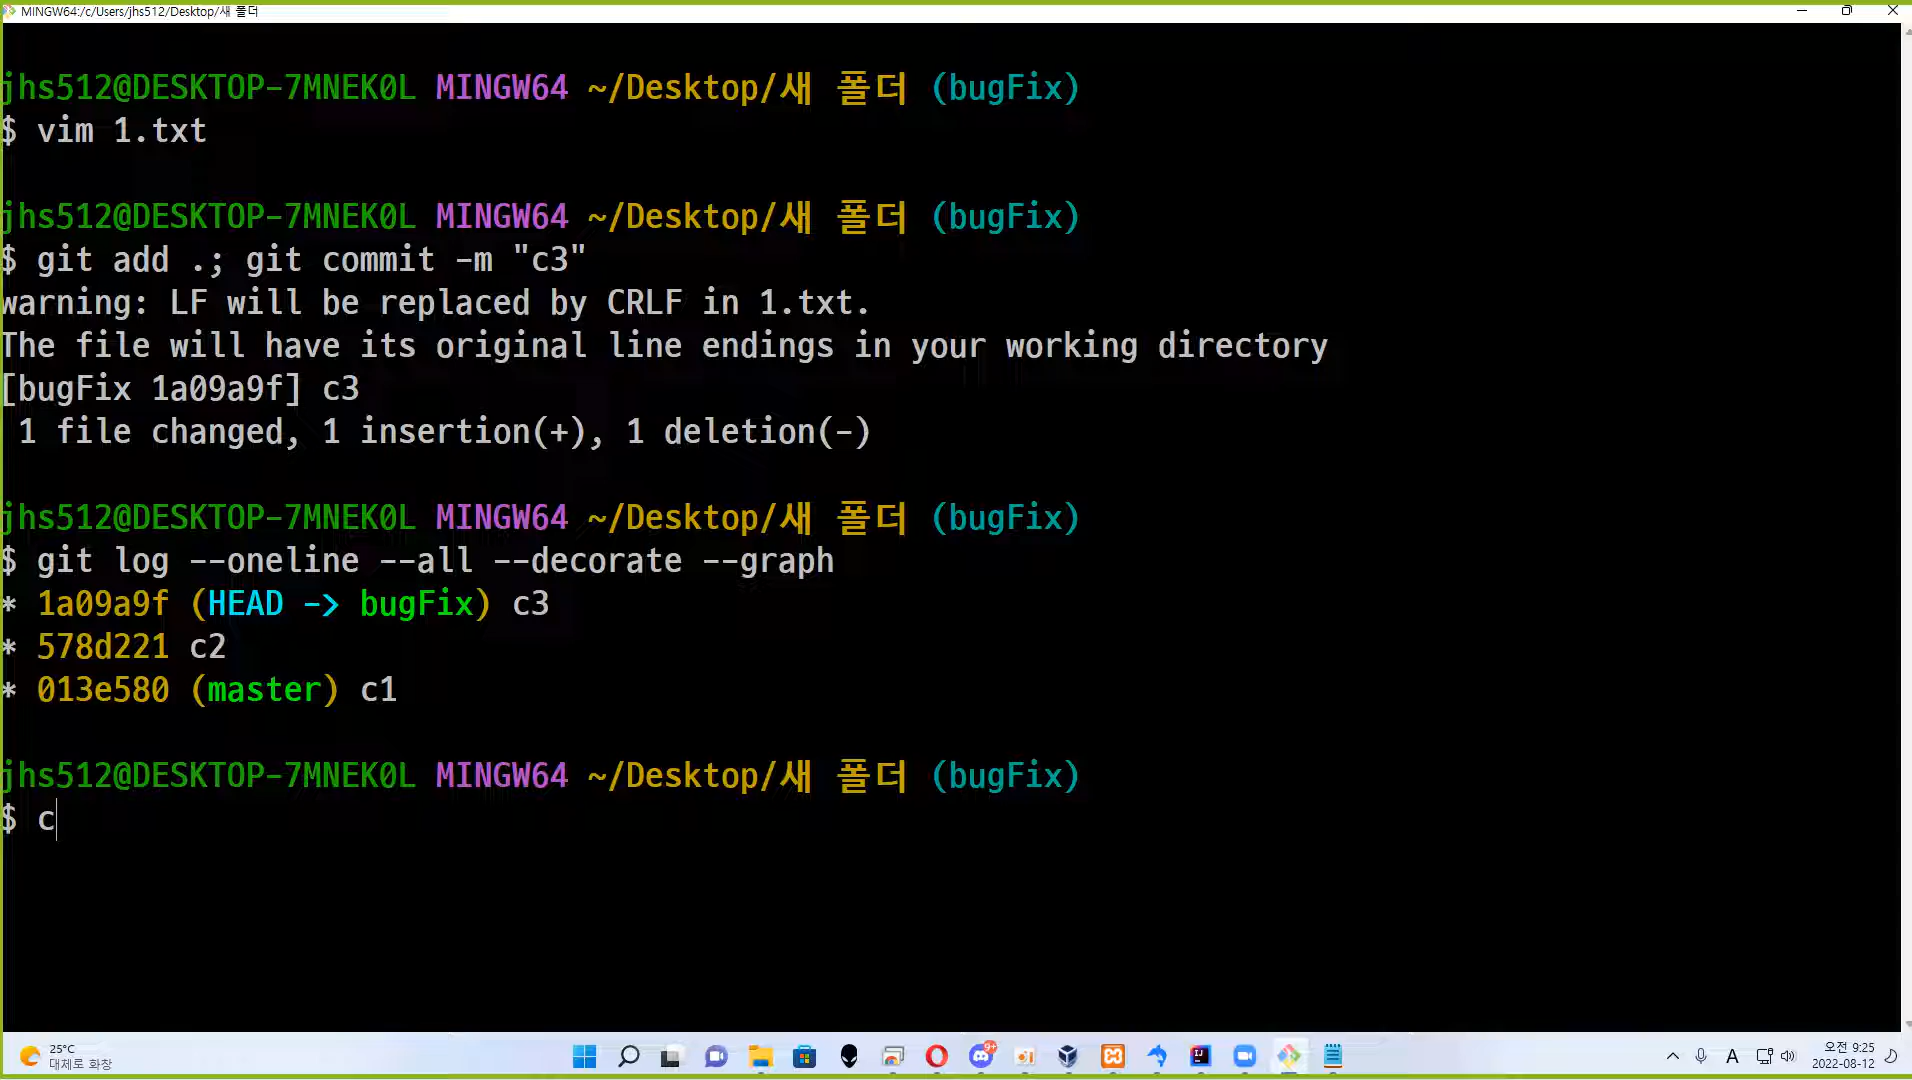 MINGW64:/c/Users/jhs512/Desktop/새 폴더
jhs512@DESKTOP-7MNEK0L MINGW64 ~/Desktop/새 폴더 (bugFix)
$ vim 1.txt
jhs512@DESKTOP-7MNEK0L MINGW64 ~/Desktop/새 폴더 (bugFix)
$ git add .; git commit -m "c3"
warning: LF will be replaced by CRLF in 1.txt.
The file will have its original line endings in your working directory
[bugFix 1a09a9f] c3
1 file changed, 1 insertion(+), 1 deletion(-)
jhs512@DESKTOP-7MNEK0L MINGW64 ~/Desktop/새 폴더 (bugFix)
$ git log --oneline --all --decorate --graph
* 1a09a9f (HEAD -> bugFix) c3
* 578d221 c2
* 013e580 (master) c1
jhs512@DESKTOP-7MNEK0L MINGW64 ~/Desktop/새 폴더 (bugFix)
$ c
25°C
대체로 화창
9+
IJ
A
오전 9:25
2022-08-12